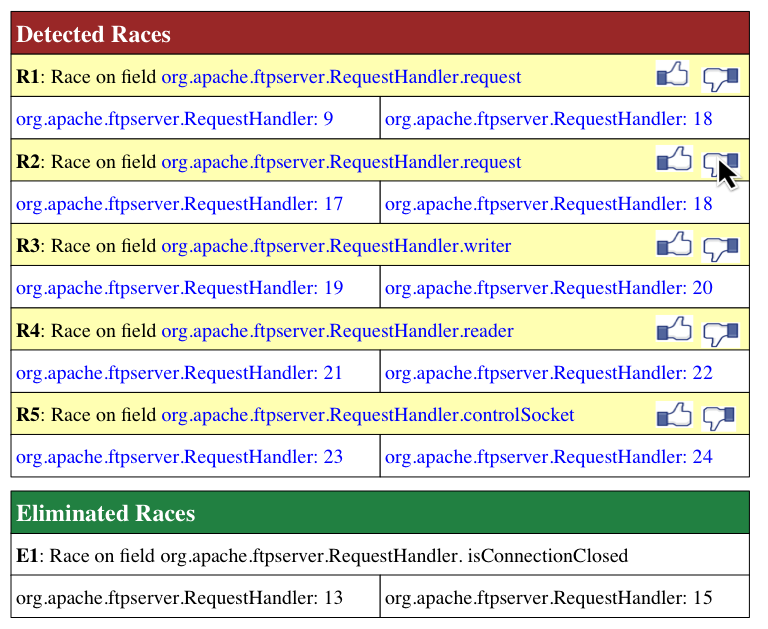 Detected Races
R1: Race on field org.apache.ftpserver.RequestHandler.request
org.apache.ftpserver.RequestHandler: 9 org.apache.ftpserver.RequestHandler: 18
R2: Race on field org.apache.ftpserver.RequestHandler.request
org.apache.ftpserver.RequestHandler: 17 org.apache.ftpserver.RequestHandler: 18
R3: Race on field org.apache.ftpserver.RequestHandler.writer
org.apache.ftpserver.RequestHandler: 19 org.apache.ftpserver.RequestHandler: 20
R4: Race on field org.apache.ftpserver.RequestHandler.reader
org.apache.ftpserver.RequestHandler: 21 org.apache.ftpserver.RequestHandler: 22
R5: Race on field org.apache.ftpserver.RequestHandler.controlSocket
org.apache.ftpserver.RequestHandler: 23 org.apache.ftpserver.RequestHandler: 24
Eliminated Races
E1: Race on field org.apache.ftpserver.RequestHandler. isConnectionClosed
org.apache.ftpserver.RequestHandler: 13 org.apache.ftpserver.RequestHandler: 15